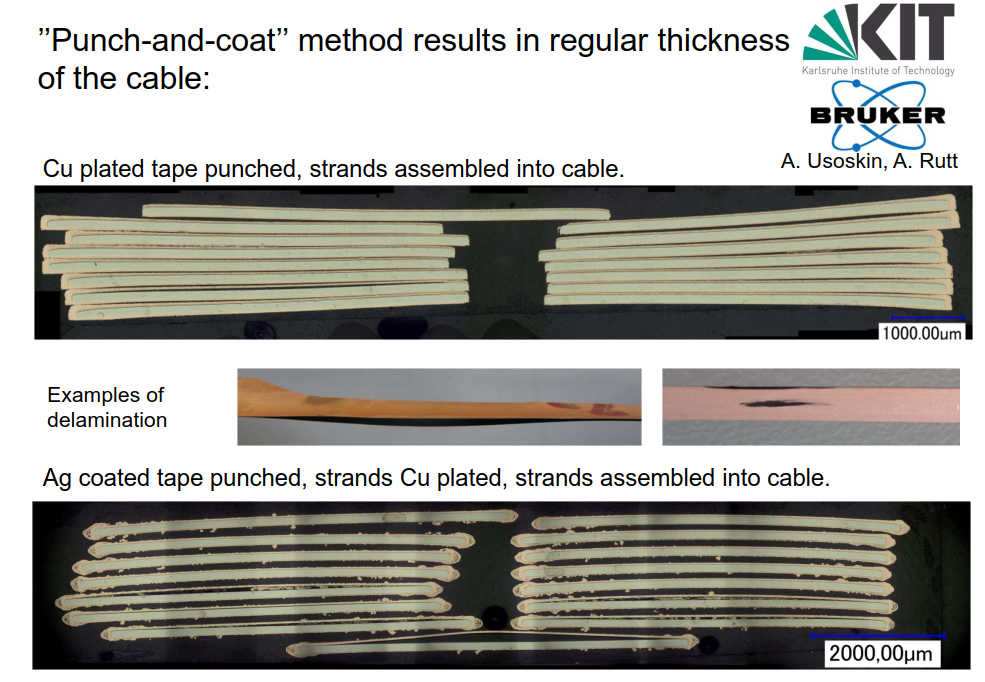 ”Punch-and-coat” method results in regular thickness
of the cable:
KIT
Karlsruhe Institute of Technology
BRUKER
A. Usoskin, A. Rutt
Cu plated tape punched, strands assembled into cable.
1000.00µm
Examples of
delamination
Ag coated tape punched, strands Cu plated, strands assembled into cable.
2000,00µm